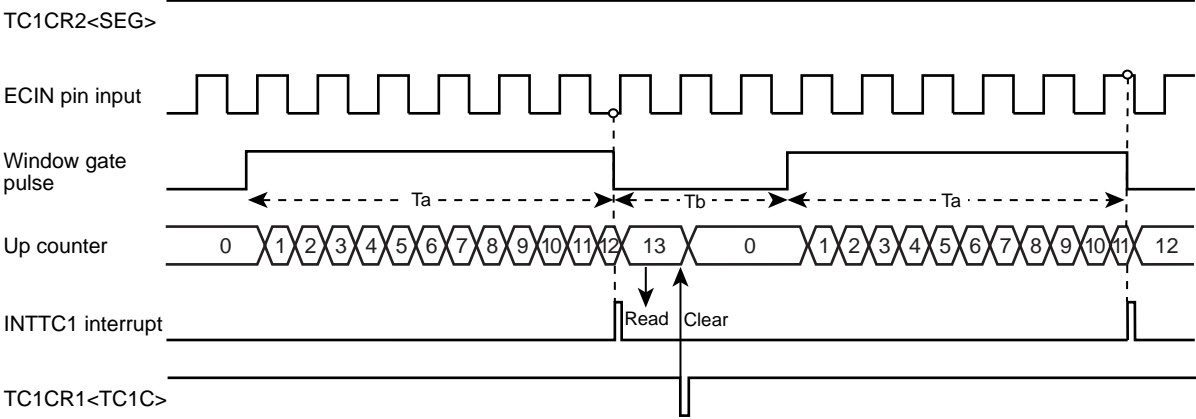 TC1CR2<SEG>
ECIN pin input
Window gate
pulse
Ta Tb Ta
Up counter 0 1 2 3 4 5 6 7 8 9 10 11 12 13 0 1 2 3 4 5 6 7 8 9 10 11 12
INTTC1 interrupt Read Clear
TC1CR1<TC1C>